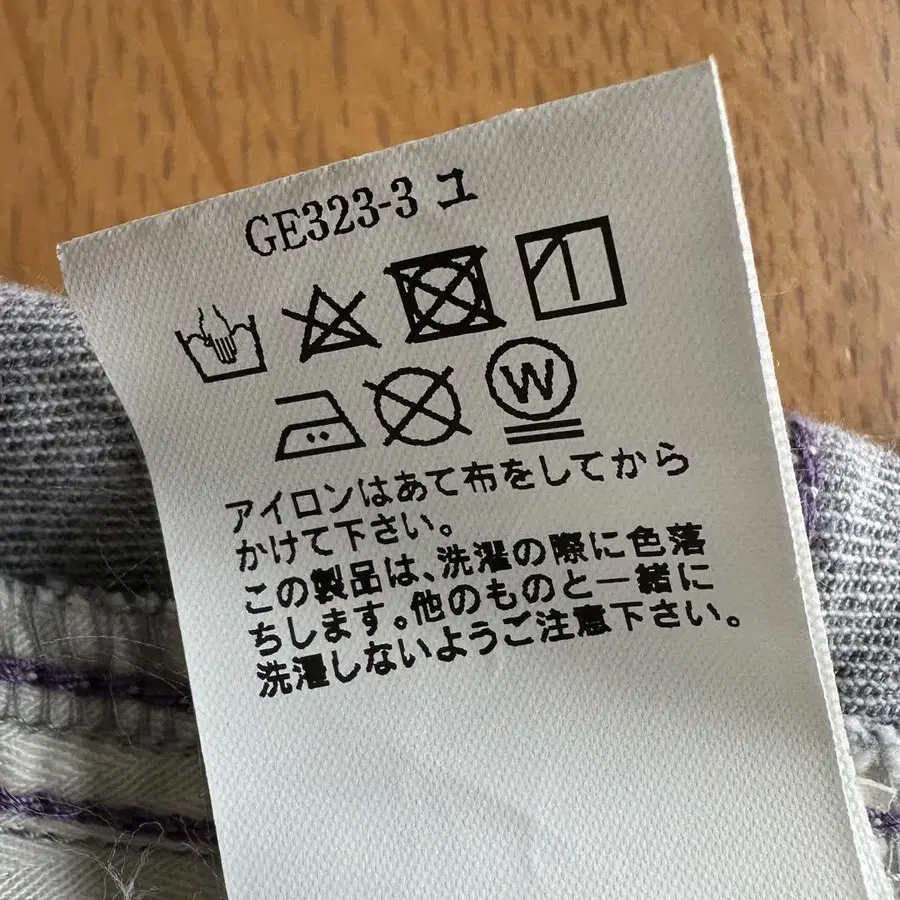 GE323-3 ユ
W
アイロンはあて布をしてから
かけて下さい。
この製品は、洗濯の際に色落
ちします。他のものと一緒に
洗濯しないようご注意下さい。